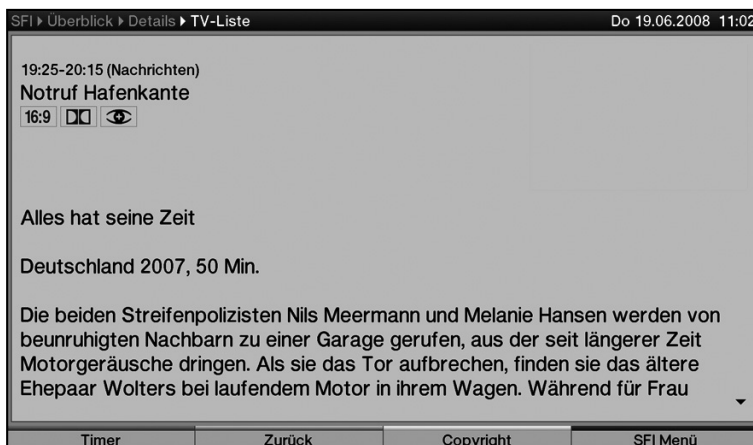 SFI Überblick Details TV-Liste Do 19.06.2008 11:02
19:25-20:15 (Nachrichten)
Notruf Hafenkante
16:9
Alles hat seine Zeit
Deutschland 2007, 50 Min.
Die beiden Streifenpolizisten Nils Meermann und Melanie Hansen werden von
beunruhigten Nachbarn zu einer Garage gerufen, aus der seit längerer Zeit
Motorgeräusche dringen. Als sie das Tor aufbrechen, finden sie das ältere
Ehepaar Wolters bei laufendem Motor in ihrem Wagen. Während für Frau
Timer Zurück Copyright SFI Menü